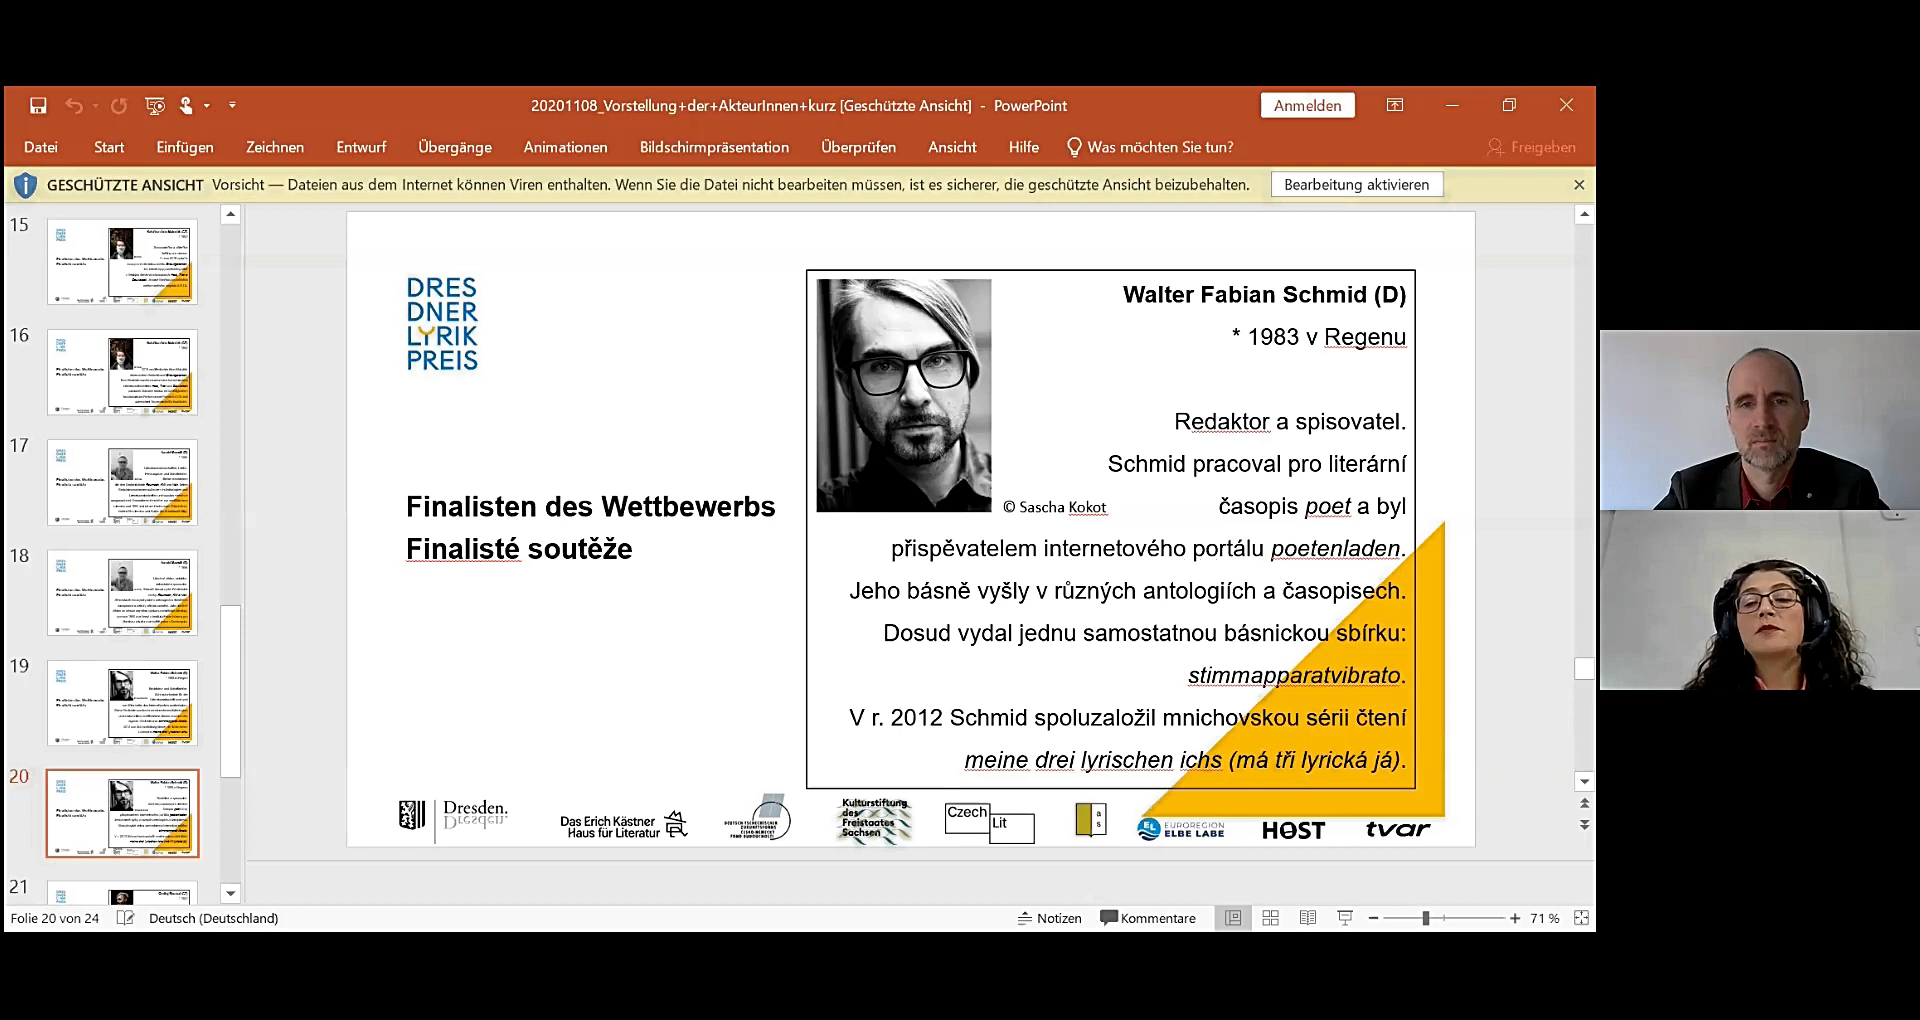 20201108_Vorstellung+der+AkteurInnen+kurz [Geschützte Ansicht] - PowerPoint
Anmelden
Datei Start Einfügen Zeichnen Entwurf Übergänge Animationen Bildschirmpräsentation Überprüfen Ansicht Hilfe Was möchten Sie tun? Freigeben
GESCHÜTZTE ANSICHT Vorsicht — Dateien aus dem Internet können Viren enthalten. Wenn Sie die Datei nicht bearbeiten müssen, ist es sicherer, die geschützte Ansicht beizubehalten. Bearbeitung aktivieren
15
16
17
18
19
20
21
DRES
DNER
LYRIK
PREIS
Finalisten des Wettbewerbs
Finalisté soutěže
Walter Fabian Schmid (D)
* 1983 v Regenu
Redaktor a spisovatel.
Schmid pracoval pro literární
časopis poet a byl
© Sascha Kokot
přispěvatelem internetového portálu poetenladen.
Jeho básně vyšly v různých antologiích a časopisech.
Dosud vydal jednu samostatnou básnickou sbírku:
stimmapparatvibrato.
V r. 2012 Schmid spoluzaložil mnichovskou sérii čtení
meine drei lyrischen ichs (má tři lyrická já).
Dresden.
Dresden.
Das Erich Kästner
Haus für Literatur
Kulturstiftung
des
Freistaates
Sachsen
Czech
Lit
a
s
EL
EUROREGION
ELBE LABE
HOST
tvar
Folie 20 von 24 Deutsch (Deutschland) Notizen Kommentare 71 %